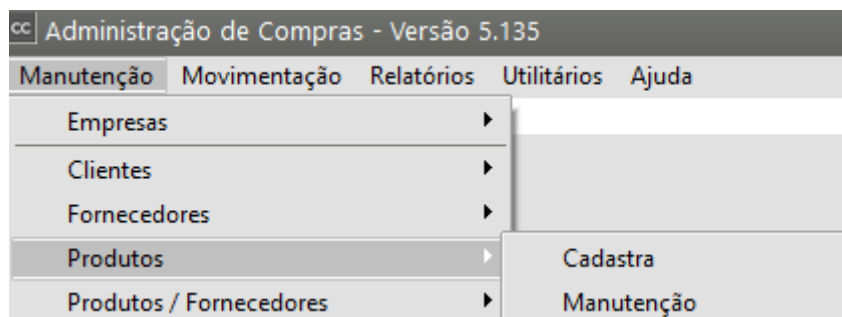 cc Administração de Compras - Versão 5.135
Manutenção Movimentação Relatórios Utilitários Ajuda
Empresas
Clientes
Fornecedores
Produtos
Cadastra
Produtos / Fornecedores
Manutenção